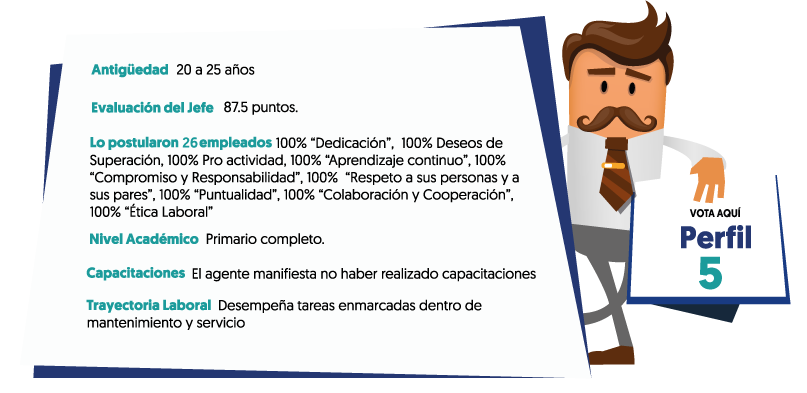 Antigüedad 20 a 25 años
Evaluación del Jefe 87.5 puntos.
Lo postularon 26 empleados 100% “Dedicación”, 100% Deseos de
Superación, 100% Pro actividad, 100% “Aprendizaje continuo”, 100%
“Compromiso y Responsabilidad”, 100% “Respeto a sus personas y a
sus pares”, 100% “Puntualidad”, 100% “Colaboración y Cooperación”,
100% “Ética Laboral”
Nivel Académico Primario completo.
Capacitaciones El agente manifiesta no haber realizado capacitaciones
Trayectoria Laboral Desempeña tareas enmarcadas dentro de
mantenimiento y servicio
VOTA AQUÍ
Perfil
5